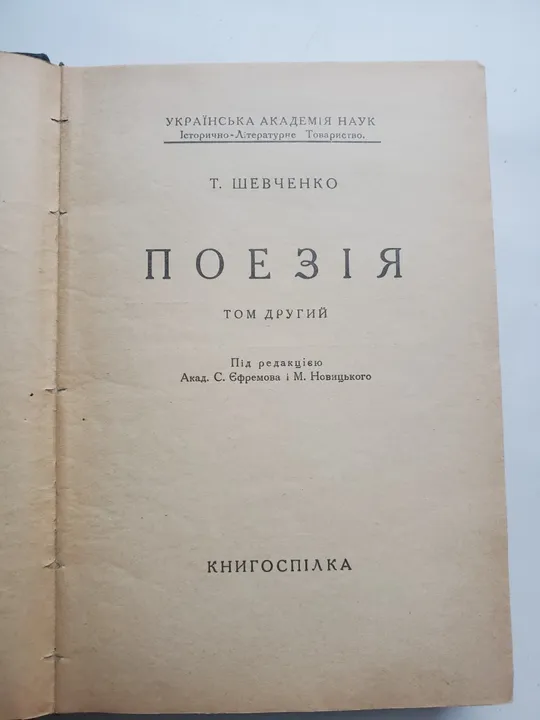 УКРАЇНСЬКА АКАДЕМІЯ НАУК
Історично-Літературне Товариство.
Т. ШЕВЧЕНКО
ПОЕЗІЯ
ТОМ ДРУГИЙ
Під редакцією
Акад. С. Єфремова і М. Новицького
КНИГОСПІЛКА